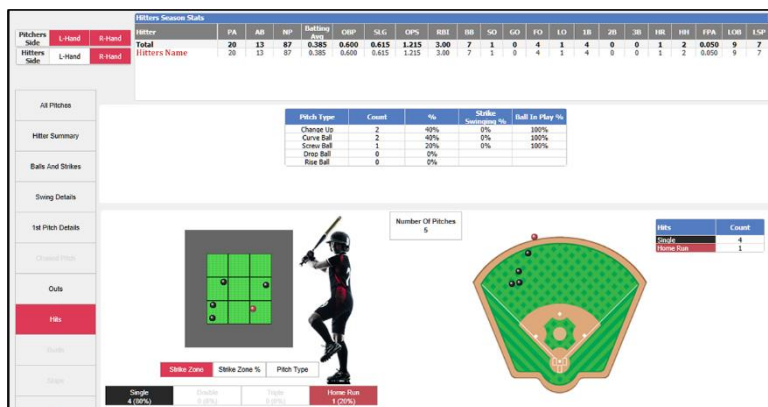 Hitters Season Stats
Pitchers Side L-Hand R-Hand
Hitters Side L-Hand R-Hand
Hitter PA AB NP Batting Avg OBP SLG OPS RBI BB SO GO FO LO 1B 2B 3B HR HH FPA LOB LSP
Total 20 13 87 0.385 0.600 0.615 1.215 3.00 7 1 0 4 1 4 0 0 1 2 0.050 9 7
Hitters Name 20 13 87 0.385 0.600 0.615 1.215 3.00 7 1 0 4 1 4 0 0 1 2 0.050 9 7
All Pitches
Hitter Summary
Balls And Strikes
Swing Details
1st Pitch Details
Outs
Hits
Pitch Type Count % Strike Swinging % Ball In Play %
Change Up 2 40% 0% 100%
Curve Ball 2 40% 0% 100%
Screw Ball 1 20% 0% 100%
Drop Ball 0 0%
Rise Ball 0 0%
Number Of Pitches
5
Hits Count
Single 4
Home Run 1
Strike Zone Strike Zone % Pitch Type
Single Double Triple Home Run
4 (80%) 0 (0%) 0 (0%) 1 (20%)